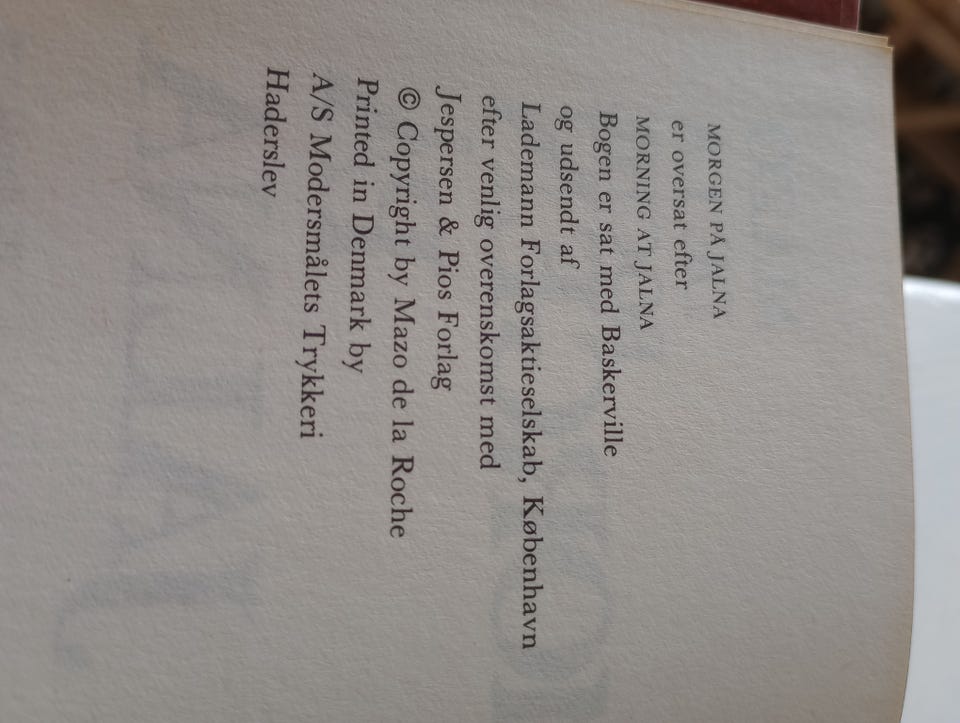 MORGEN PÅ JALNA
er oversat efter
MORNING AT JALNA
Bogen er sat med Baskerville
og udsendt af
Lademann Forlagsaktieselskab, København
efter venlig overenskomst med
Jespersen & Pios Forlag
© Copyright by Mazo de la Roche
Printed in Denmark by
A/S Modersmålets Trykkeri
Haderslev